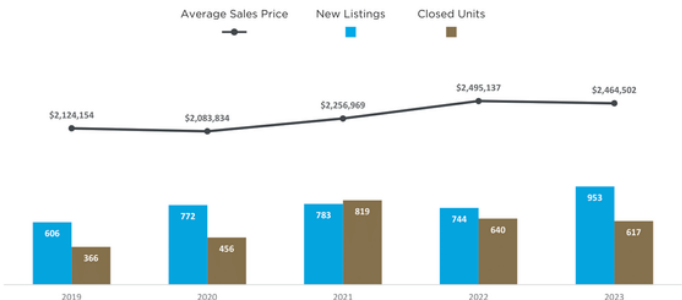 Average Sales Price New Listings Closed Units
$2,124,154 $2,083,834 $2,256,969 $2,495,137 $2,464,502
606 366 772 456 783 819 744 640 953 617
2019 2020 2021 2022 2023